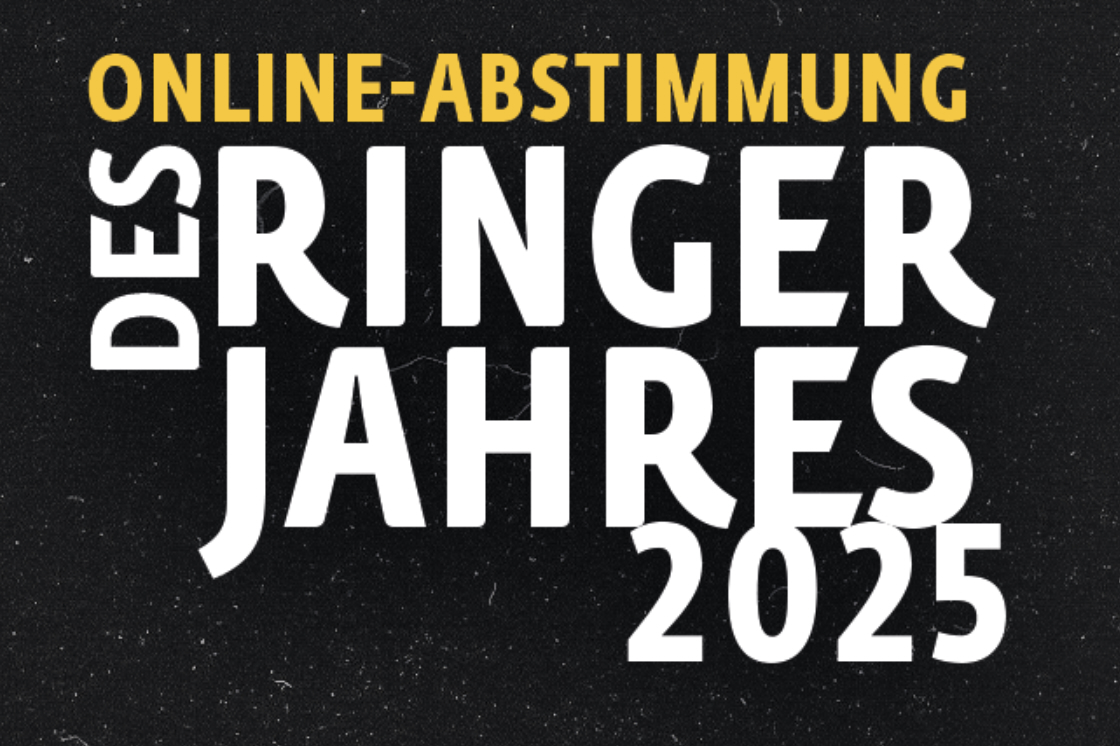 ONLINE-ABSTIMMUNG
RINGER
DES
JAHRES
2025